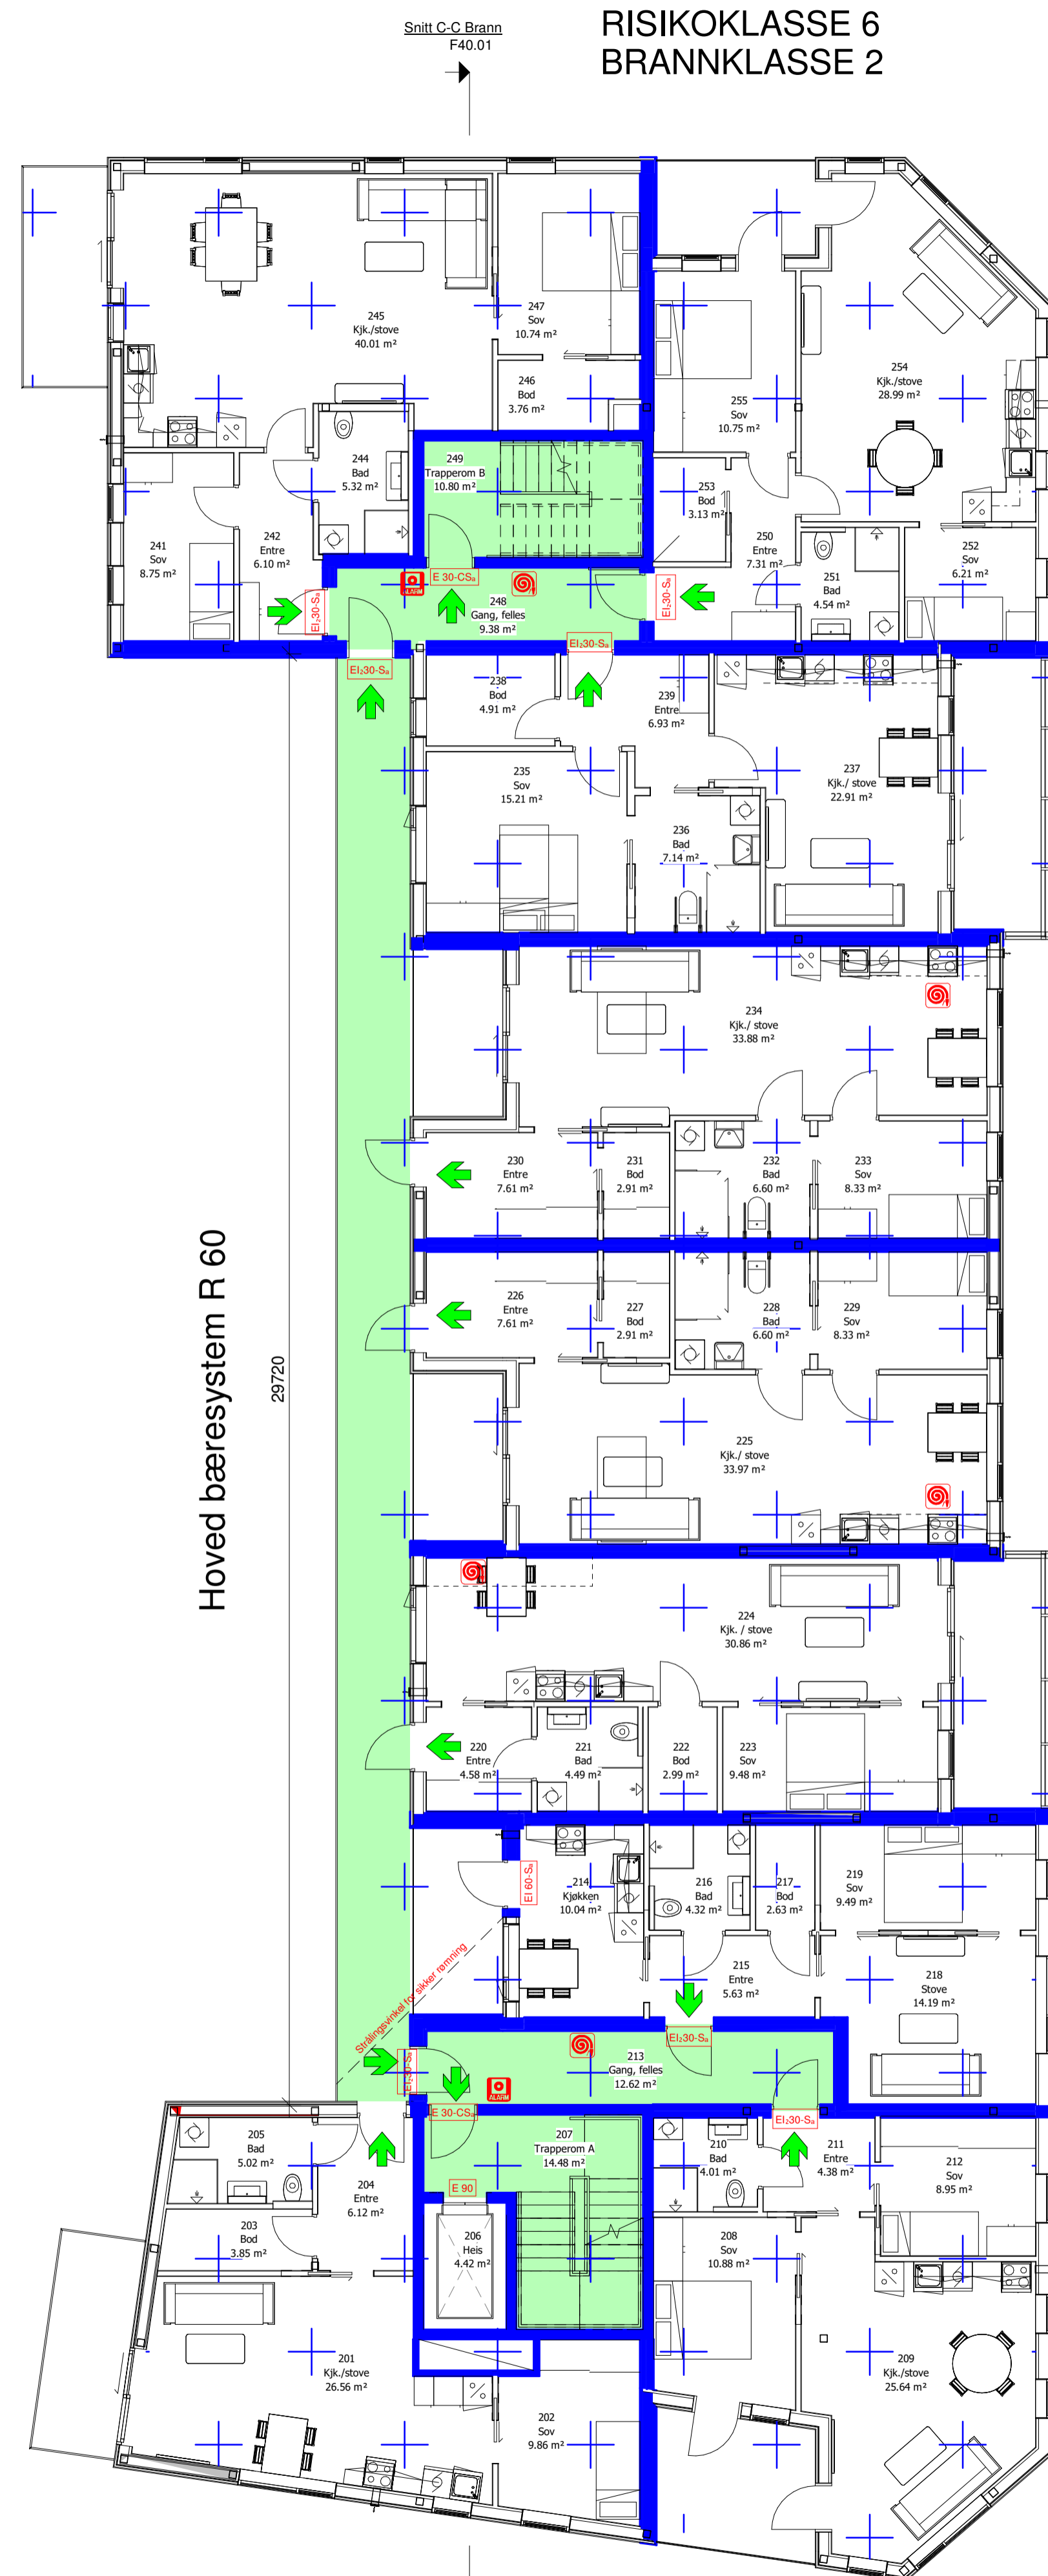 Snitt C-C Brann
F40.01
RISIKOKLASSE 6
BRANNKLASSE 2
245
Kjk./stove
40.01 m²
247
Sov
10.74 m²
246
Bod
3.76 m²
254
Kjk./stove
28.99 m²
255
Sov
10.75 m²
244
Bad
5.32 m²
249
Trapperom B
10.80 m²
253
Bod
3.13 m²
241
Sov
8.75 m²
242
Entre
6.10 m²
250
Entre
7.31 m²
251
Bad
4.54 m²
252
Sov
6.21 m²
EI₂30-Sₐ
ALARM
E 30-CSₐ
248
Gang, felles
9.38 m²
EI₂30-Sₐ
EI₂30-Sₐ
EI₂30-Sₐ
238
Bod
4.91 m²
239
Entre
6.93 m²
235
Sov
15.21 m²
237
Kjk./ stove
22.91 m²
236
Bad
7.14 m²
234
Kjk./ stove
33.88 m²
230
Entre
7.61 m²
231
Bod
2.91 m²
232
Bad
6.60 m²
233
Sov
8.33 m²
Hoved bæresystem R 60
29720
226
Entre
7.61 m²
227
Bod
2.91 m²
228
Bad
6.60 m²
229
Sov
8.33 m²
225
Kjk./ stove
33.97 m²
224
Kjk. / stove
30.86 m²
220
Entre
4.58 m²
221
Bad
4.49 m²
222
Bod
2.99 m²
223
Sov
9.48 m²
214
Kjøkken
10.04 m²
EI 60-Sₐ
216
Bad
4.32 m²
217
Bod
2.63 m²
219
Sov
9.49 m²
215
Entre
5.63 m²
218
Stove
14.19 m²
Strålingsvinkel for sikker rømning
EI₂30-Sₐ
EI₂30-Sₐ
213
Gang, felles
12.62 m²
ALARM
E 30-CSₐ
EI₂30-Sₐ
205
Bad
5.02 m²
204
Entre
6.12 m²
207
Trapperom A
14.48 m²
210
Bad
4.01 m²
211
Entre
4.38 m²
212
Sov
8.95 m²
E 90
203
Bod
3.85 m²
206
Heis
4.42 m²
208
Sov
10.88 m²
201
Kjk./stove
26.56 m²
209
Kjk./stove
25.64 m²
202
Sov
9.86 m²